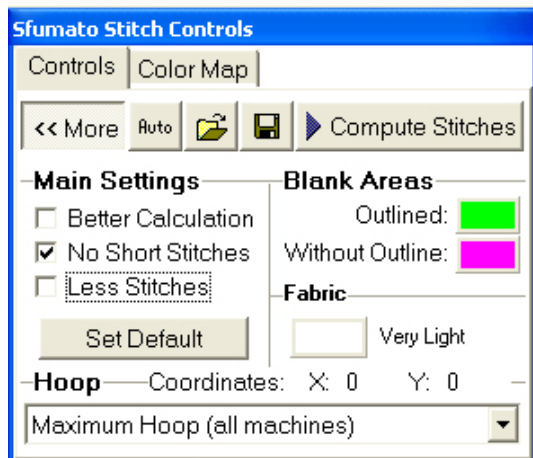 Sfumato Stitch Controls
Controls Color Map
<< More Auto Compute Stitches
Main Settings
Better Calculation
No Short Stitches
Less Stitches
Set Default
Blank Areas
Outlined:
Without Outline:
Fabric
Very Light
Hoop Coordinates: X: 0 Y: 0
Maximum Hoop (all machines)